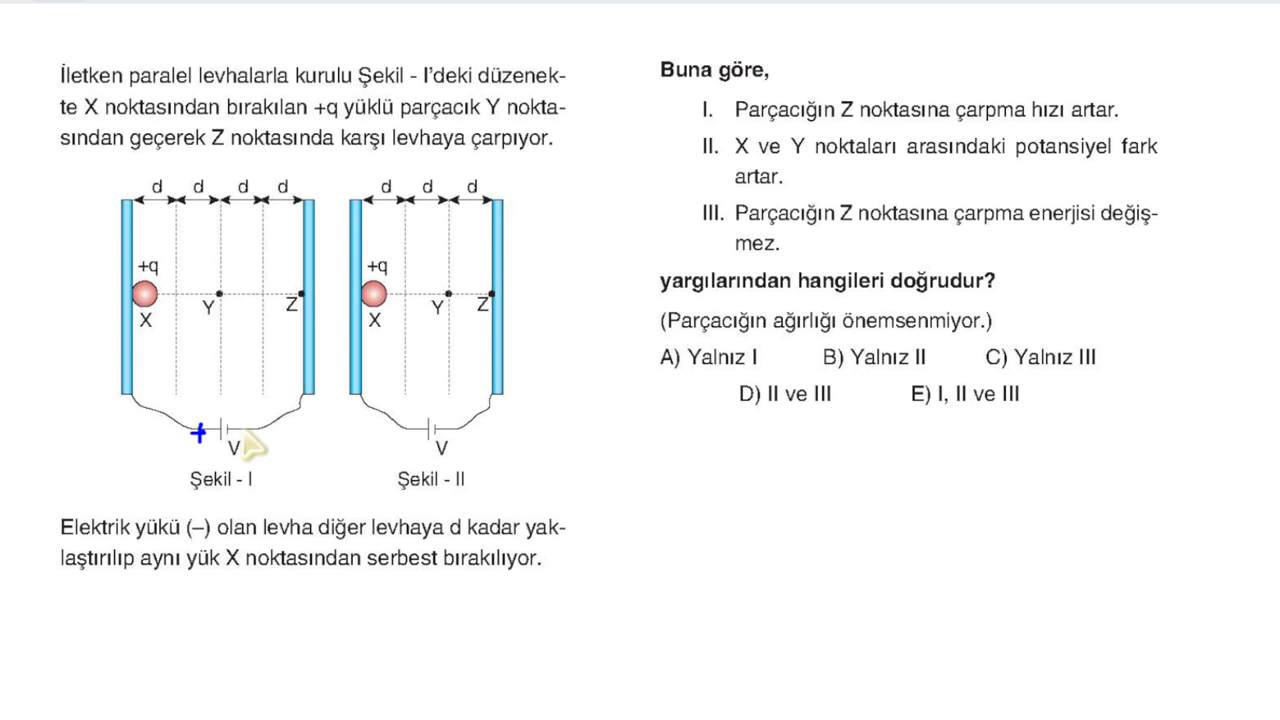 İletken paralel levhalarla kurulu Şekil - I'deki düzenek-
te X noktasından bırakılan +q yüklü parçacık Y nokta-
sından geçerek Z noktasında karşı levhaya çarpıyor.
d d d d
+q
X
Y
Z
+
V
Şekil - I
d d d
+q
X
Y
Z
V
Şekil - II
Elektrik yükü (–) olan levha diğer levhaya d kadar yak-
laştırılıp aynı yük X noktasından serbest bırakılıyor.
Buna göre,
I. Parçacığın Z noktasına çarpma hızı artar.
II. X ve Y noktaları arasındaki potansiyel fark
artar.
III. Parçacığın Z noktasına çarpma enerjisi değiş-
mez.
yargılarından hangileri doğrudur?
(Parçacığın ağırlığı önemsenmiyor.)
A) Yalnız I B) Yalnız II C) Yalnız III
D) II ve III E) I, II ve III